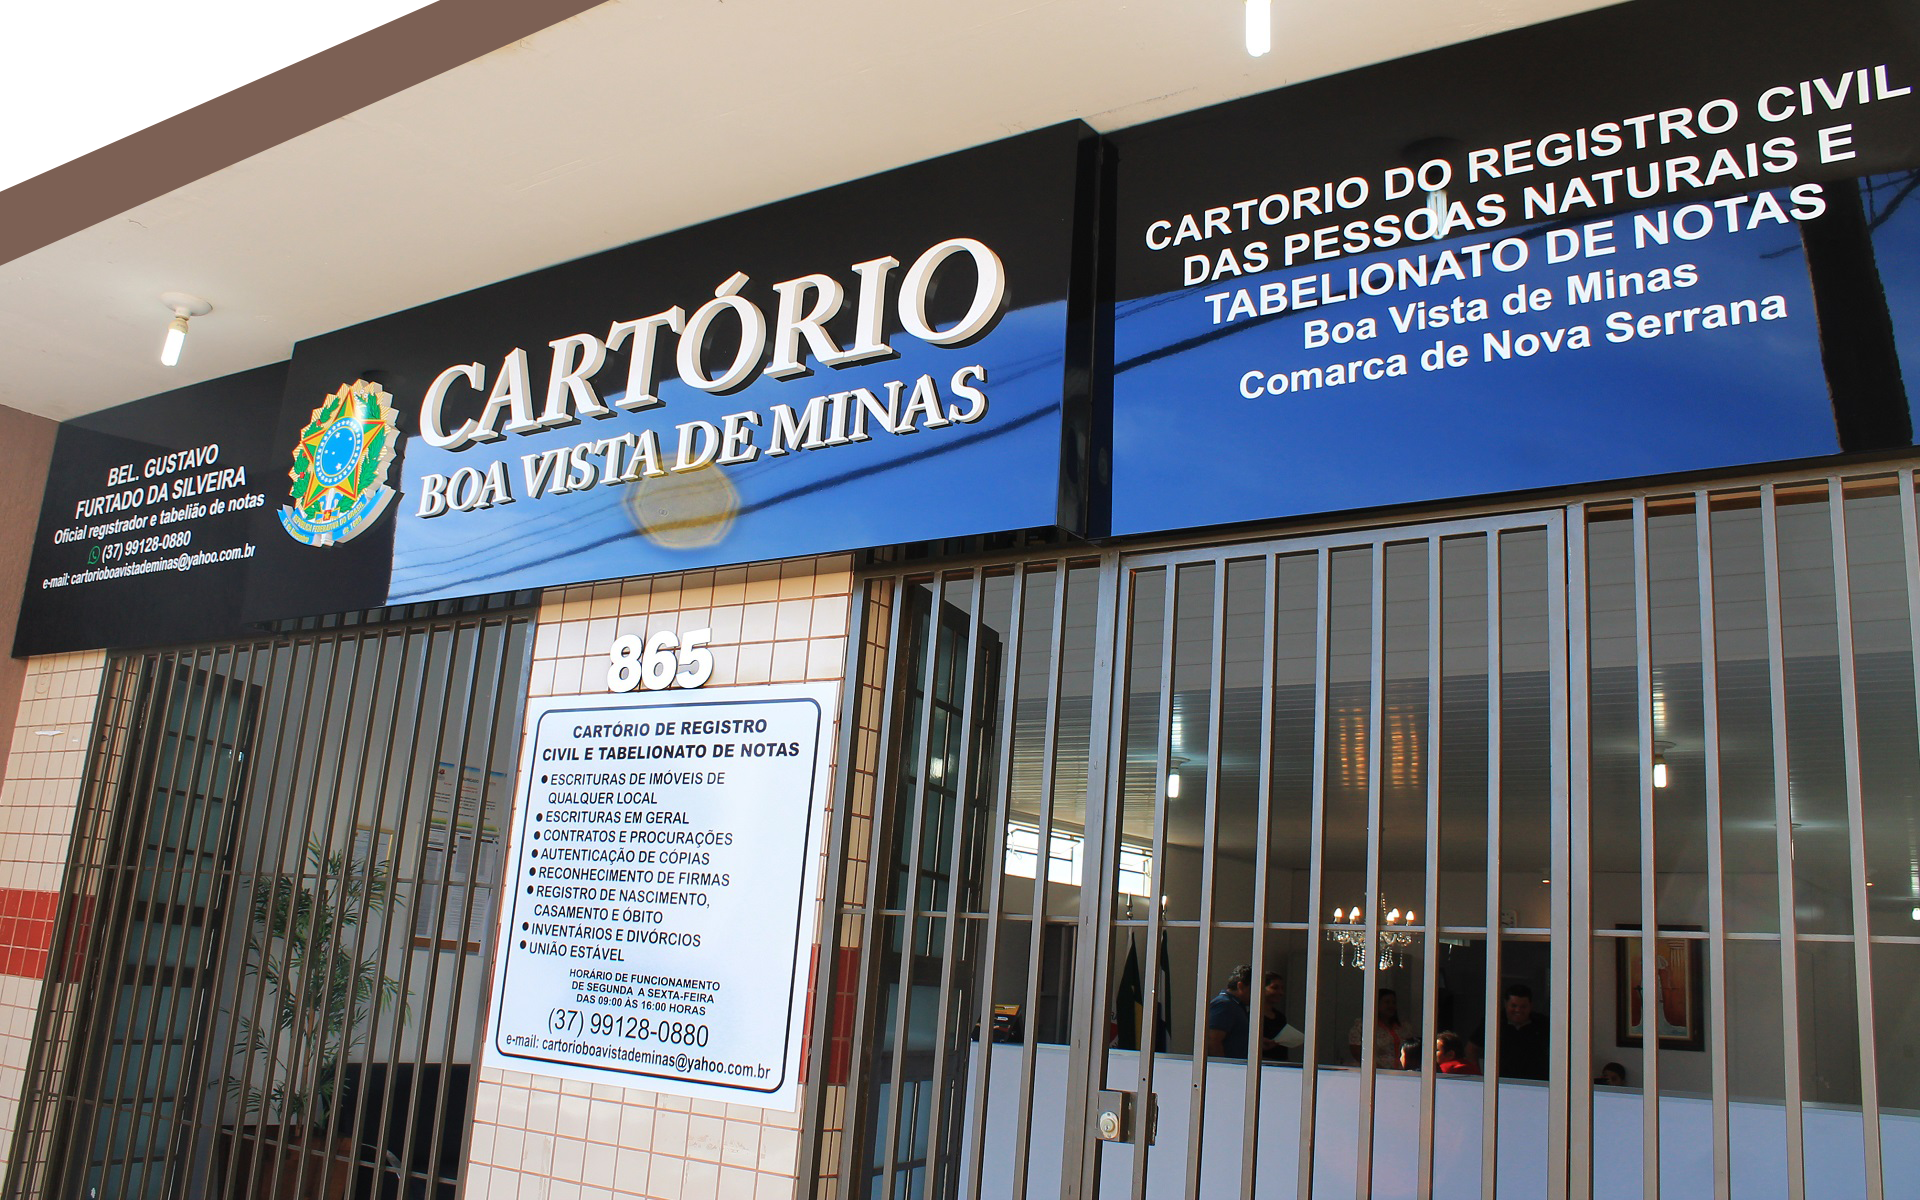 BEL. GUSTAVO
FURTADO DA SILVEIRA
Oficial registrador e tabelião de notas
(37) 99128-0880
e-mail: cartorioboavistademinas@yahoo.com.br
CARTÓRIO
BOA VISTA DE MINAS
CARTORIO DO REGISTRO CIVIL
DAS PESSOAS NATURAIS E
TABELIONATO DE NOTAS
Boa Vista de Minas
Comarca de Nova Serrana
865
CARTÓRIO DE REGISTRO
CIVIL E TABELIONATO DE NOTAS
• ESCRITURAS DE IMÓVEIS DE
QUALQUER LOCAL
• ESCRITURAS EM GERAL
• CONTRATOS E PROCURAÇÕES
• AUTENTICAÇÃO DE CÓPIAS
• RECONHECIMENTO DE FIRMAS
• REGISTRO DE NASCIMENTO,
CASAMENTO E ÓBITO
• INVENTÁRIOS E DIVÓRCIOS
• UNIÃO ESTÁVEL
HORÁRIO DE FUNCIONAMENTO
DE SEGUNDA A SEXTA-FEIRA
DAS 09:00 ÀS 16:00 HORAS
(37) 99128-0880
e-mail: cartorioboavistademinas@yahoo.com.br